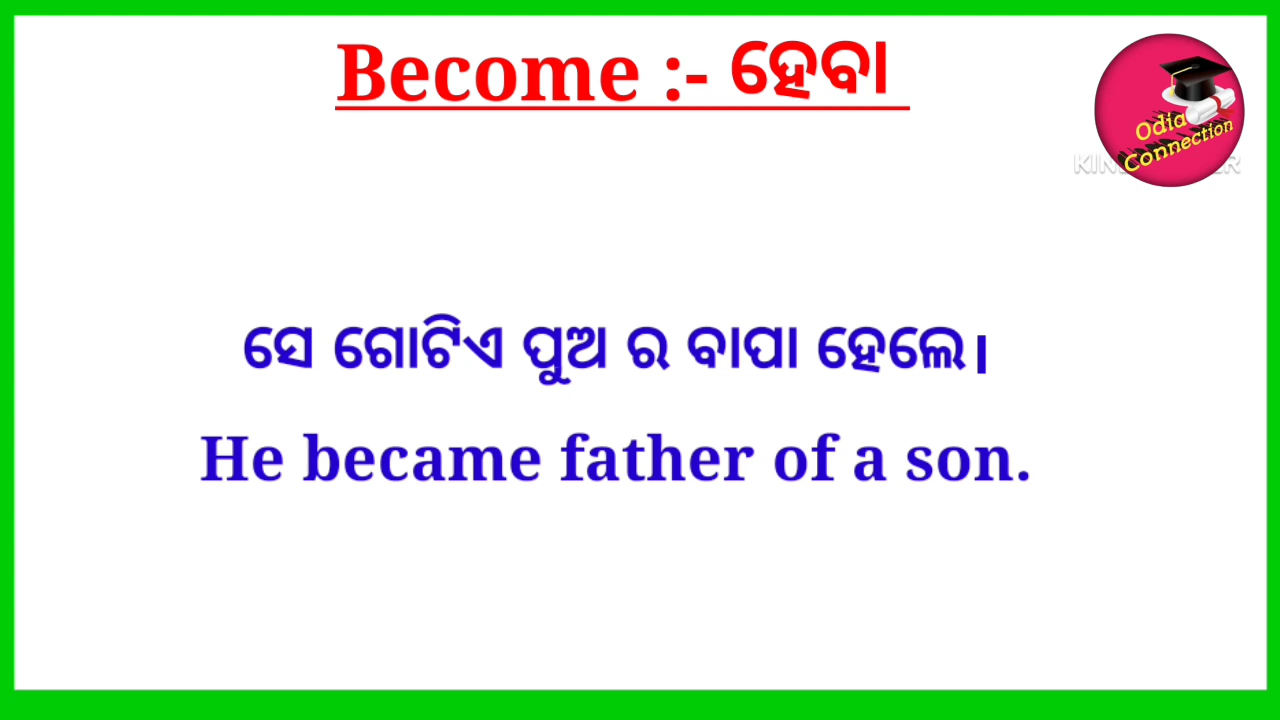 Become :- ହେବା
Odia
Connection
ସେ ଗୋଟିଏ ପୁଅ ର ବାପା ହେଲେ।
He became father of a son.